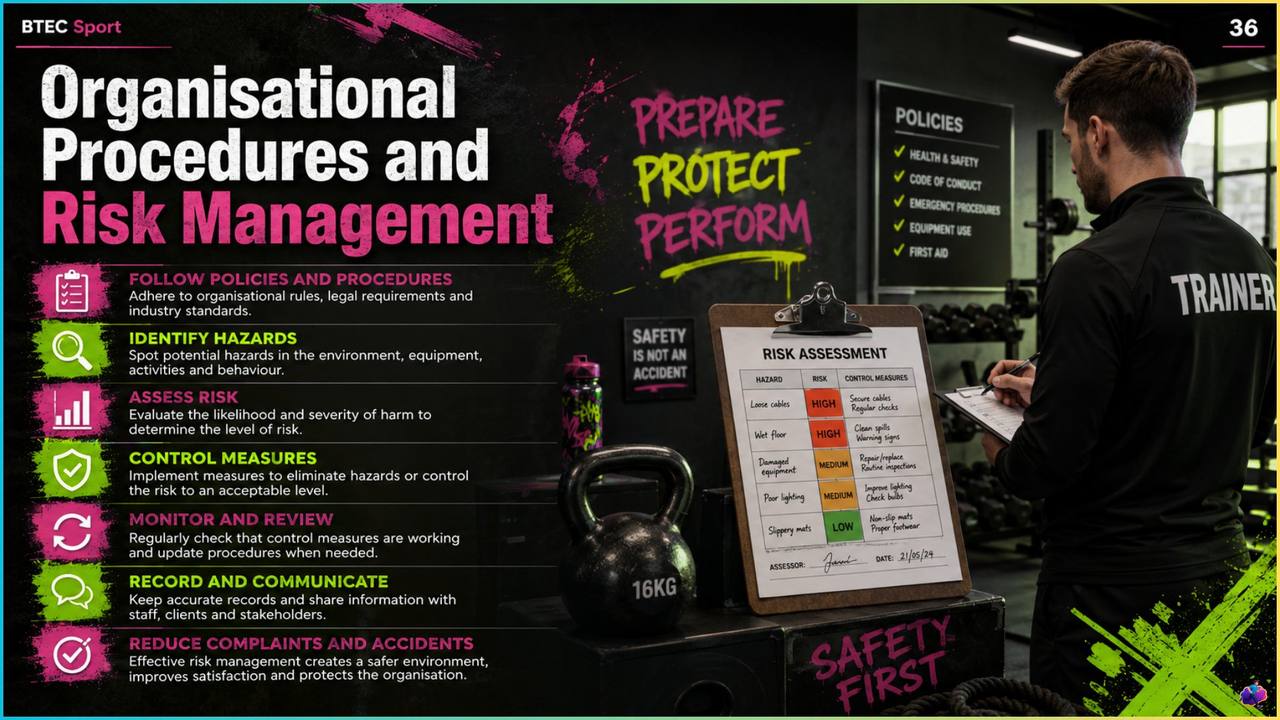 BTEC Sport
36
Organisational
Procedures and
Risk Management
FOLLOW POLICIES AND PROCEDURES
Adhere to organisational rules, legal requirements and
industry standards.
IDENTIFY HAZARDS
Spot potential hazards in the environment, equipment,
activities and behaviour.
ASSESS RISK
Evaluate the likelihood and severity of harm to
determine the level of risk.
CONTROL MEASURES
Implement measures to eliminate hazards or control
the risk to an acceptable level.
MONITOR AND REVIEW
Regularly check that control measures are working
and update procedures when needed.
RECORD AND COMMUNICATE
Keep accurate records and share information with
staff, clients and stakeholders.
REDUCE COMPLAINTS AND ACCIDENTS
Effective risk management creates a safer environment,
improves satisfaction and protects the organisation.
PREPARE
PROTECT
PERFORM
POLICIES
HEALTH & SAFETY
CODE OF CONDUCT
EMERGENCY PROCEDURES
EQUIPMENT USE
FIRST AID
TRAINER
SAFETY
IS NOT AN
ACCIDENT
RISK ASSESSMENT
HAZARD RISK CONTROL MEASURES
Loose cables HIGH Secure cables
Regular checks
Wet floor HIGH Clean spills
Warning signs
Damaged
equipment MEDIUM Repair/replace
Routine inspections
Poor lighting MEDIUM Improve lighting
Check bulbs
Slippery mats LOW Non-slip mats
Proper footwear
ASSESSOR: DATE: 21/05/24
16KG
SAFETY
FIRST